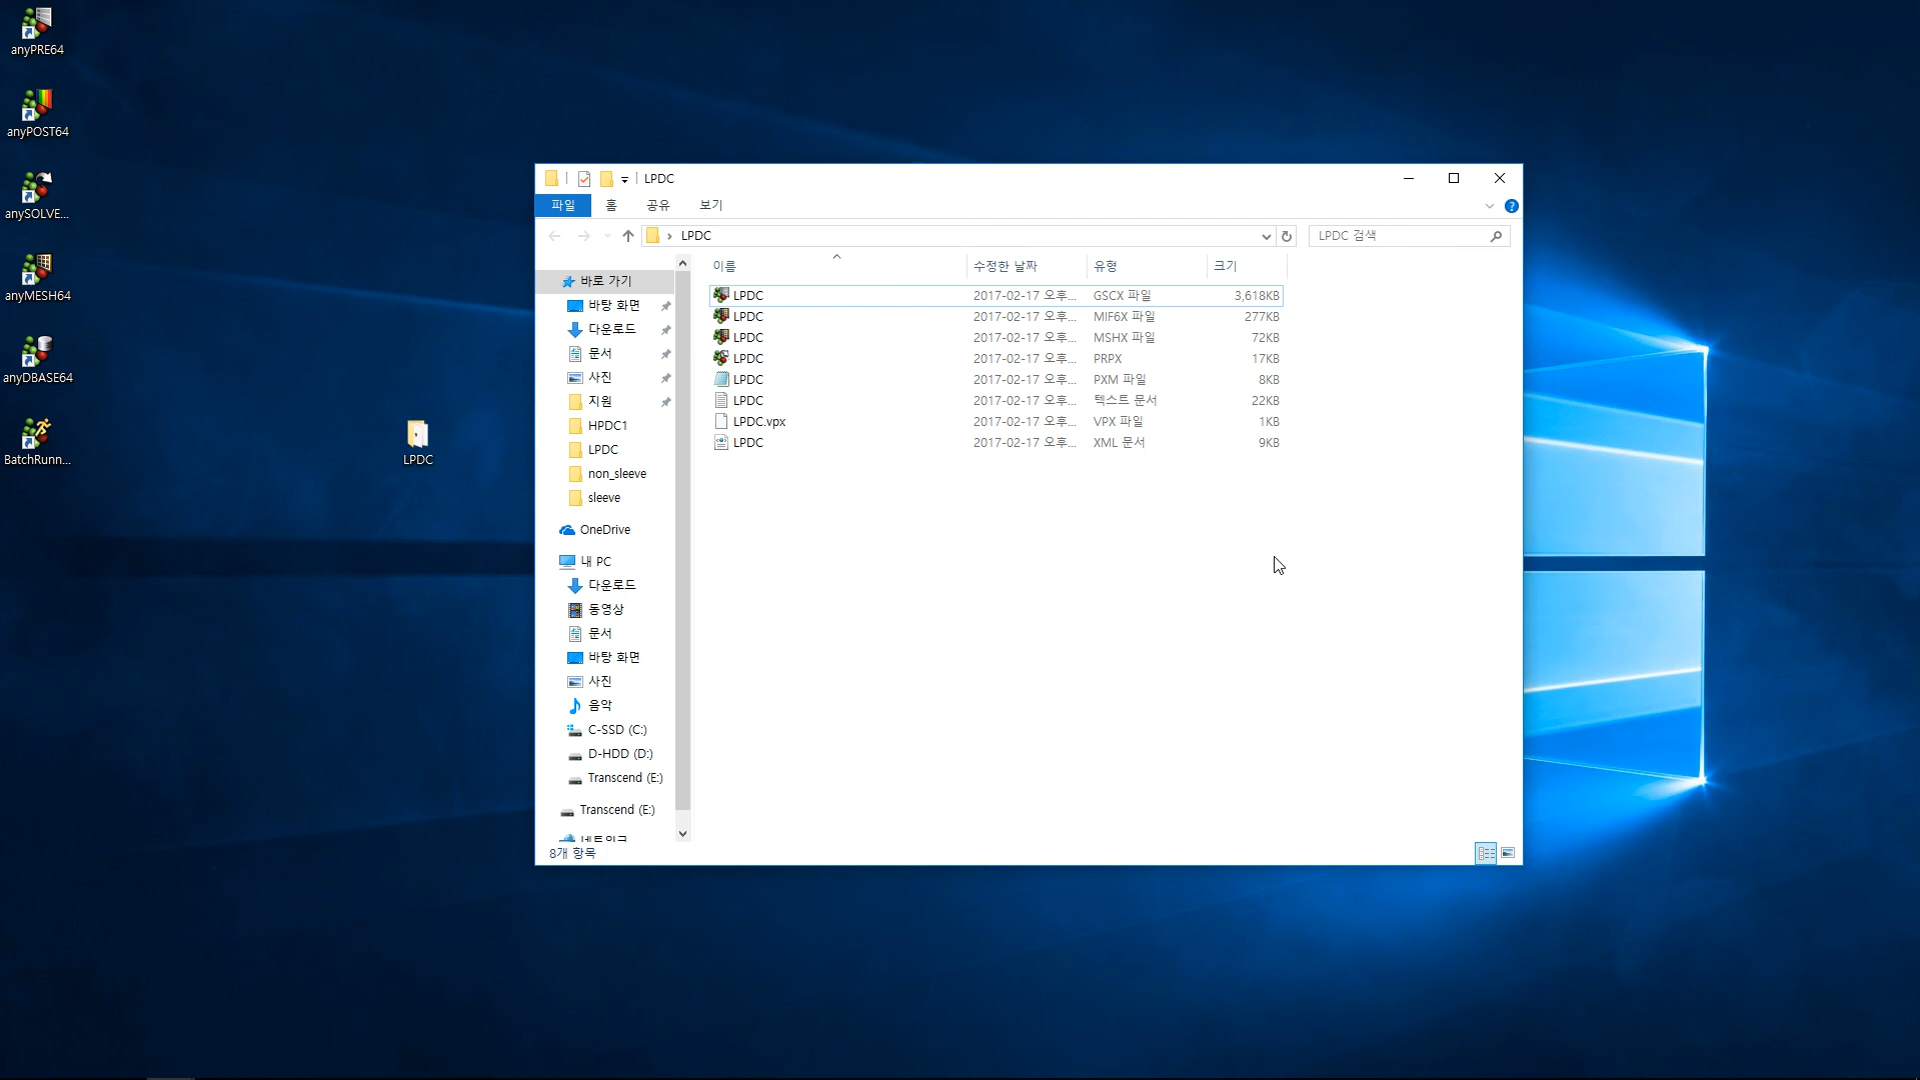 anyPRE64
anyPOST64
anySOLVE...
anyMESH64
anyDBASE64
BatchRunn...
LPDC
LPDC
파일
홈
공유
보기
LPDC
LPDC 검색
바로 가기
바탕 화면
다운로드
문서
사진
지원
HPDC1
LPDC
non_sleeve
sleeve
OneDrive
내 PC
다운로드
동영상
문서
바탕 화면
사진
음악
C-SSD (C:)
D-HDD (D:)
Transcend (E:)
Transcend (E:)
네트워크
이름 수정한 날짜 유형 크기
LPDC 2017-02-17 오후... GSCX 파일 3,618KB
LPDC 2017-02-17 오후... MIF6X 파일 277KB
LPDC 2017-02-17 오후... MSHX 파일 72KB
LPDC 2017-02-17 오후... PRPX 17KB
LPDC 2017-02-17 오후... PXM 파일 8KB
LPDC 2017-02-17 오후... 텍스트 문서 22KB
LPDC.vpx 2017-02-17 오후... VPX 파일 1KB
LPDC 2017-02-17 오후... XML 문서 9KB
8개 항목